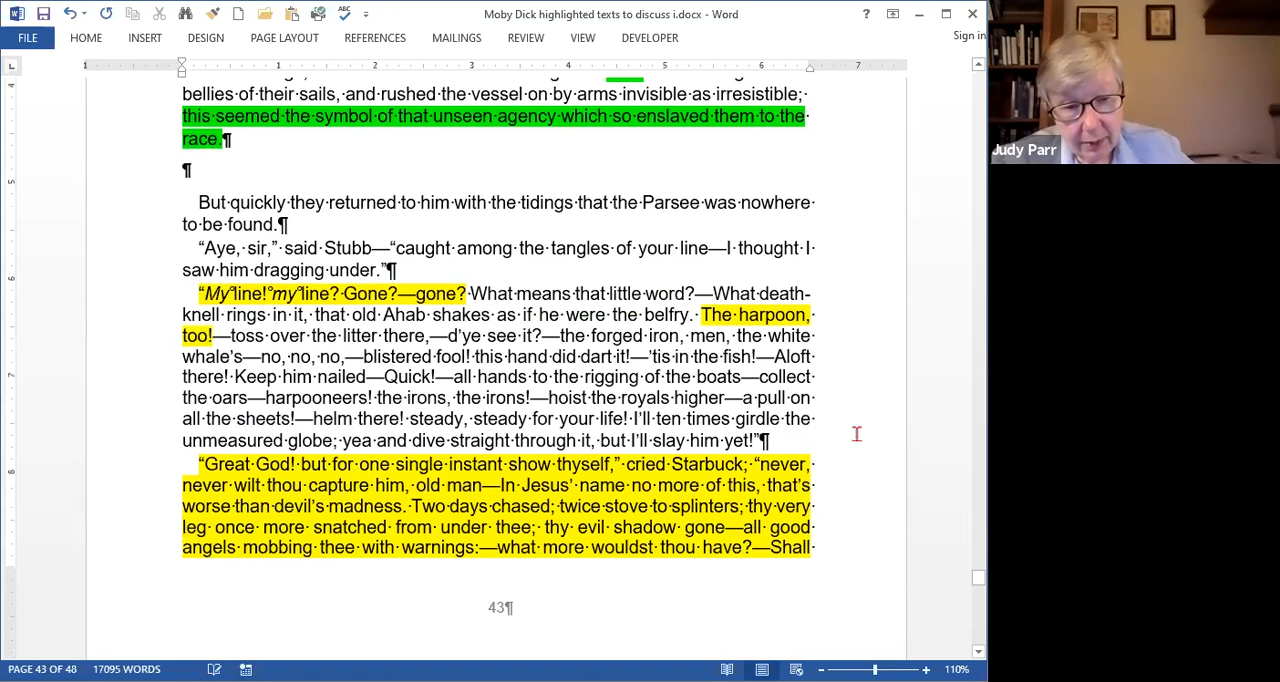 Moby Dick highlighted texts to discuss i.docx - Word
FILE HOME INSERT DESIGN PAGE LAYOUT REFERENCES MAILINGS REVIEW VIEW DEVELOPER Sign in
bellies of their sails, and rushed the vessel on by arms invisible as irresistible;
this seemed the symbol of that unseen agency which so enslaved them to the
race.¶
¶
But quickly they returned to him with the tidings that the Parsee was nowhere
to be found.¶
“Aye, sir,” said Stubb—“caught among the tangles of your line—I thought I
saw him dragging under.”¶
“My line! my line? Gone?—gone? What means that little word?—What death-
knell rings in it, that old Ahab shakes as if he were the belfry. The harpoon,
too!—toss over the litter there,—d’ye see it?—the forged iron, men, the white
whale’s—no, no, no,—blistered fool! this hand did dart it!—’tis in the fish!—Aloft
there! Keep him nailed—Quick!—all hands to the rigging of the boats—collect
the oars—harpooneers! the irons, the irons!—hoist the royals higher—a pull on
all the sheets!—helm there! steady, steady for your life! I’ll ten times girdle the
unmeasured globe; yea and dive straight through it, but I’ll slay him yet!”¶
“Great God! but for one single instant show thyself,” cried Starbuck; “never,
never wilt thou capture him, old man—In Jesus’ name no more of this, that’s
worse than devil’s madness. Two days chased; twice stove to splinters; thy very
leg once more snatched from under thee; thy evil shadow gone—all good
angels mobbing thee with warnings:—what more wouldst thou have?—Shall
43¶
PAGE 43 OF 48 17095 WORDS 110%
Judy Parr